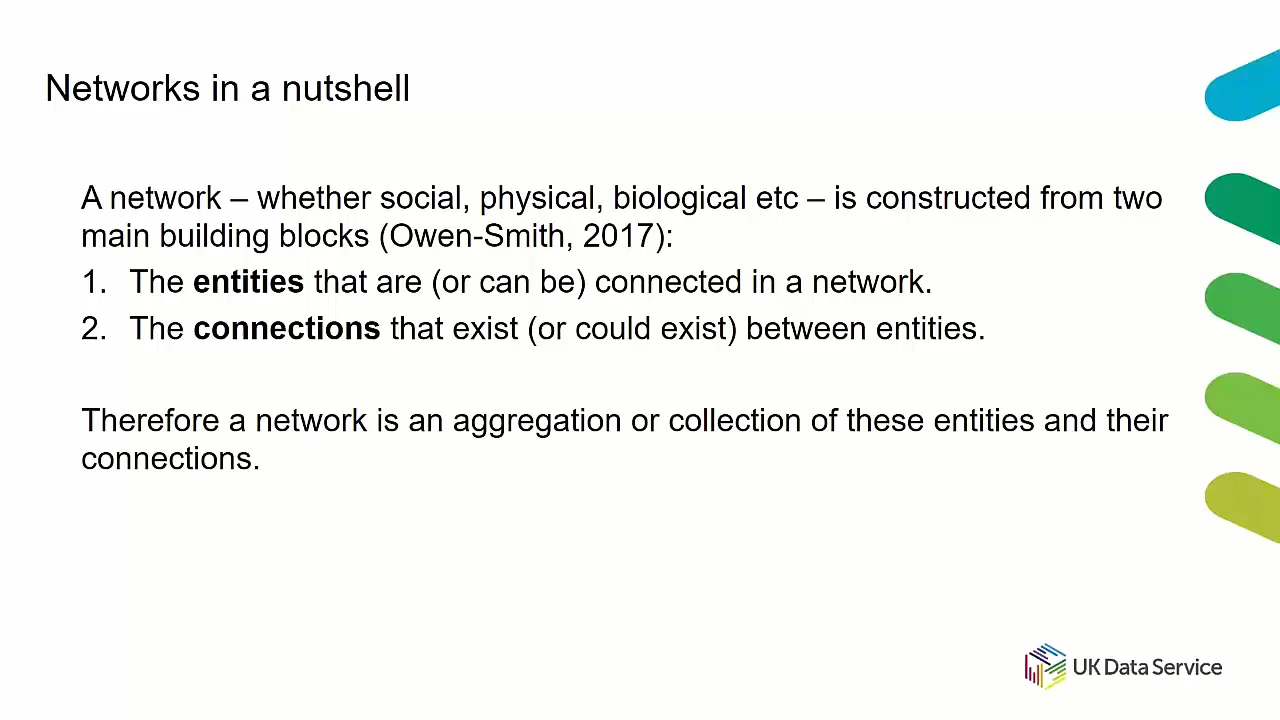 Networks in a nutshell
A network – whether social, physical, biological etc – is constructed from two
main building blocks (Owen-Smith, 2017):
1. The entities that are (or can be) connected in a network.
2. The connections that exist (or could exist) between entities.
Therefore a network is an aggregation or collection of these entities and their
connections.
UK Data Service